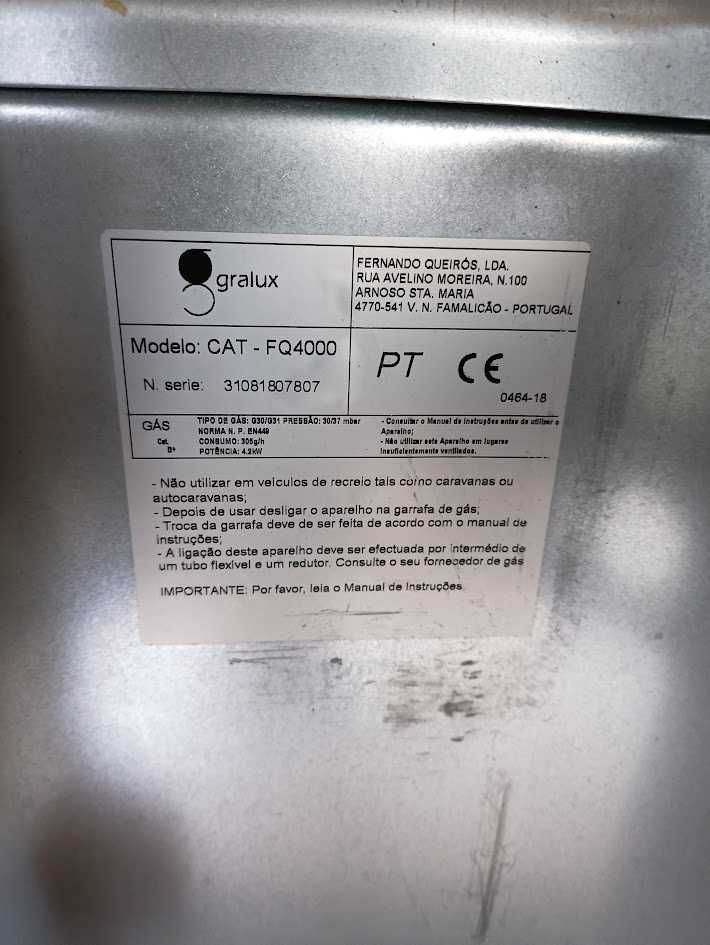 gralux
FERNANDO QUEIRÓS, LDA.
RUA AVELINO MOREIRA, N.100
ARNOSO STA. MARIA
4770-541 V. N. FAMALICÃO - PORTUGAL
Modelo: CAT - FQ4000
N. serie: 31081807807
PT CE
0464-18
GÁS
Cat.
TIPO DE GÁS: G30/G31 PRESSÃO: 30/37 mbar
NORMA N. P. EN449
CONSUMO: 305g/h
POTÊNCIA: 4.2kW
- Consultar o Manual de Instruções antes de utilizar o
Aparelho;
- Não utilizar este Aparelho em lugares
insuficientemente ventilados.
- Não utilizar em veiculos de recreio tais como caravanas ou
autocaravanas;
- Depois de usar desligar o aparelho na garrafa de gás;
- Troca da garrafa deve de ser feita de acordo com o manual de
instruções;
- A ligação deste aparelho deve ser efectuada por intermédio de
um tubo flexível e um redutor. Consulte o seu fornecedor de gás
IMPORTANTE: Por favor, leia o Manual de Instruções.